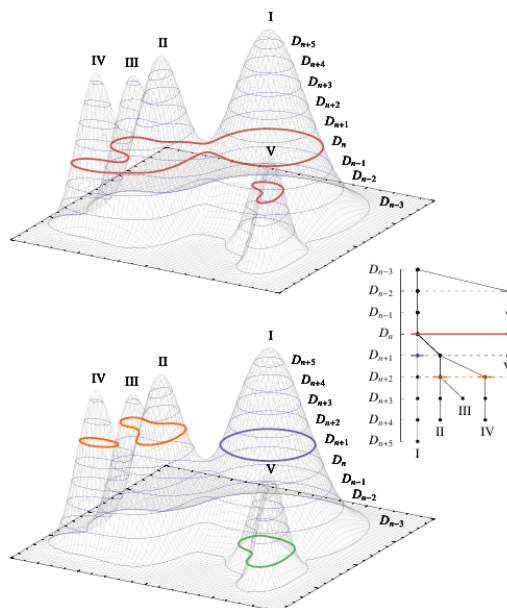 I
II
IV
III
D_{n+5}
D_{n+4}
D_{n+3}
D_{n+2}
D_{n+1}
D_n
V
D_{n-1}
D_{n-2}
D_{n-3}
D_{n-3}
D_{n-2}
D_{n-1}
D_n
D_{n+1}
V
D_{n+2}
D_{n+3}
D_{n+4}
III
II
IV
D_{n+5}
I
I
II
IV
III
D_{n+5}
D_{n+4}
D_{n+3}
D_{n+2}
D_{n+1}
D_n
V
D_{n-1}
D_{n-2}
D_{n-3}